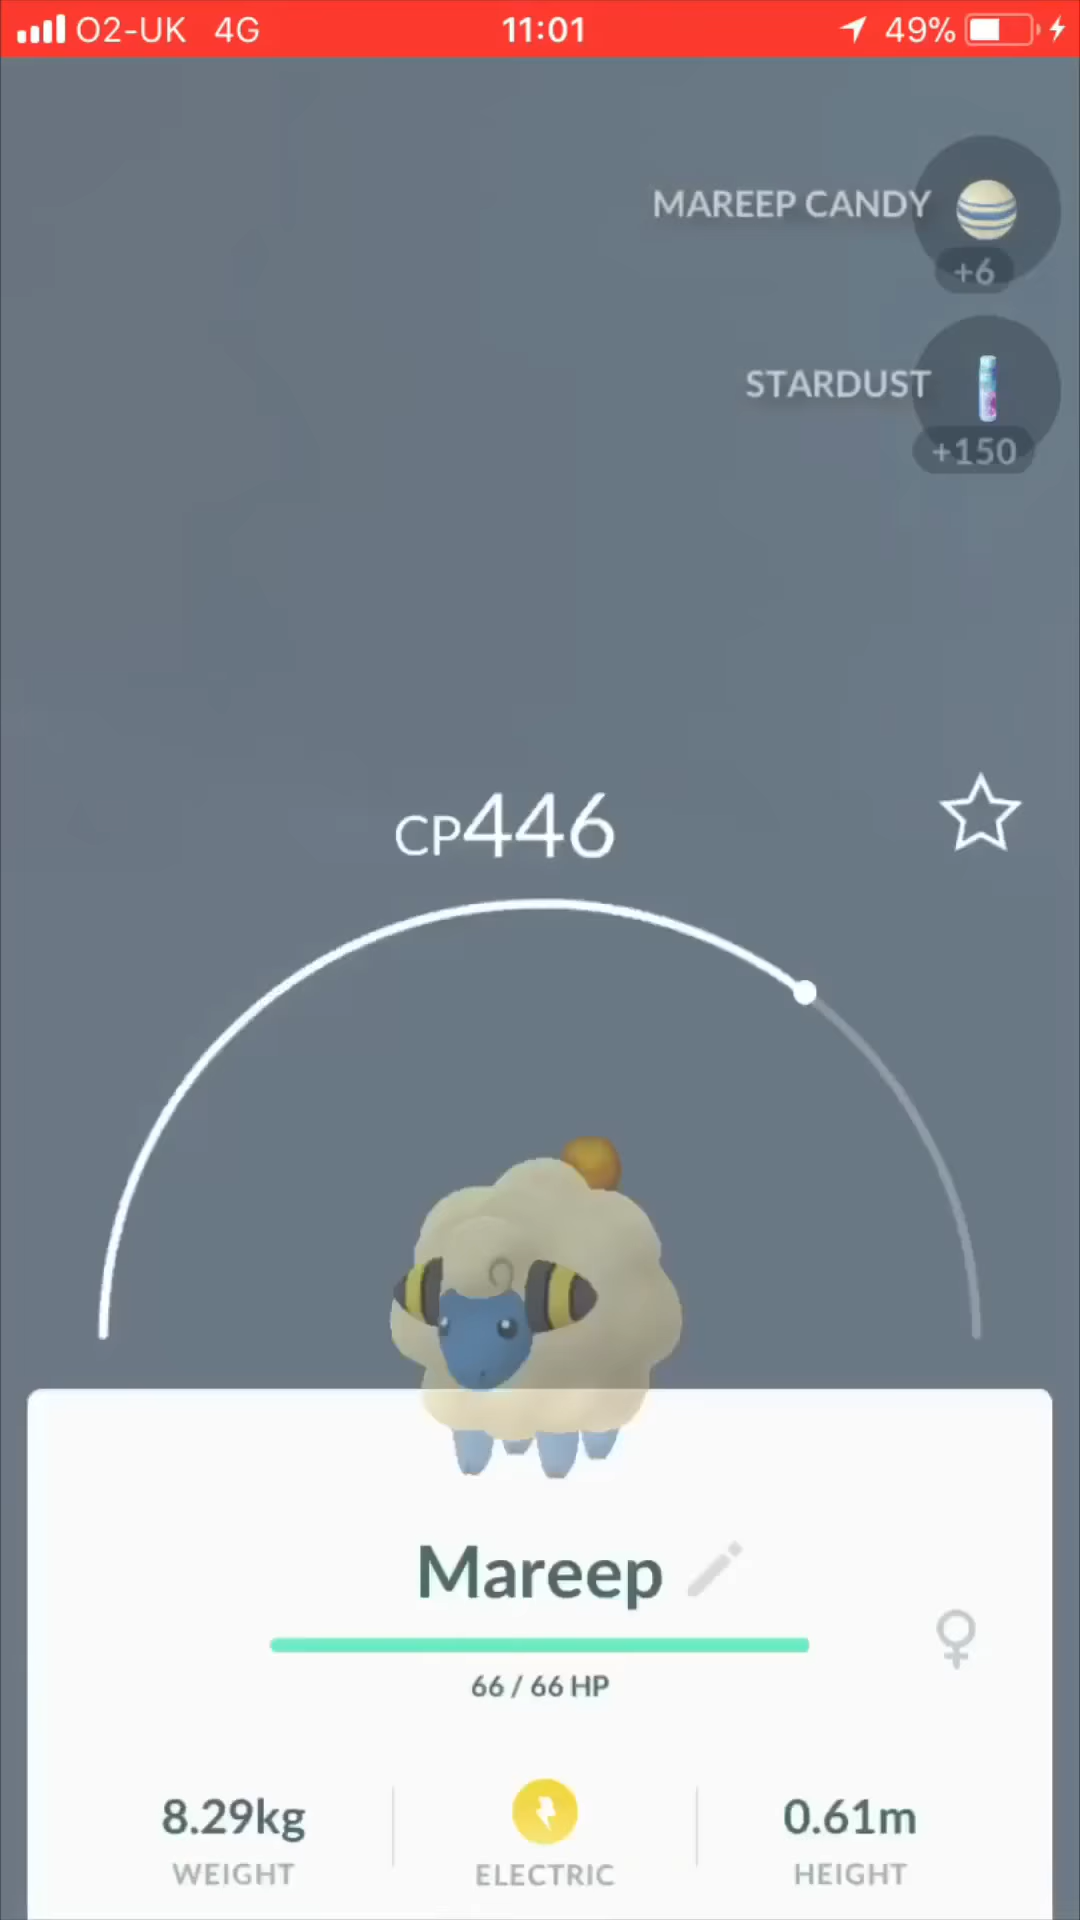 O2-UK 4G 11:01 49%
MAREEP CANDY
+6
STARDUST
+150
CP446
Mareep
66 / 66 HP
8.29kg 0.61m
WEIGHT ELECTRIC HEIGHT